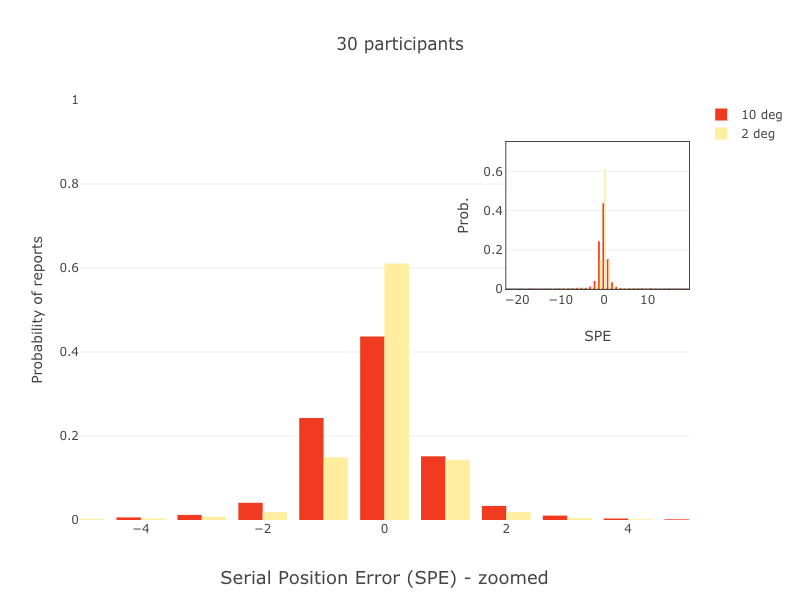 30 participants
10 deg
2 deg
Probability of reports
1
0.8
0.6
0.4
0.2
0
−4
−2
0
2
4
Serial Position Error (SPE) - zoomed
Prob.
0.6
0.4
0.2
0
−20
−10
0
10
SPE